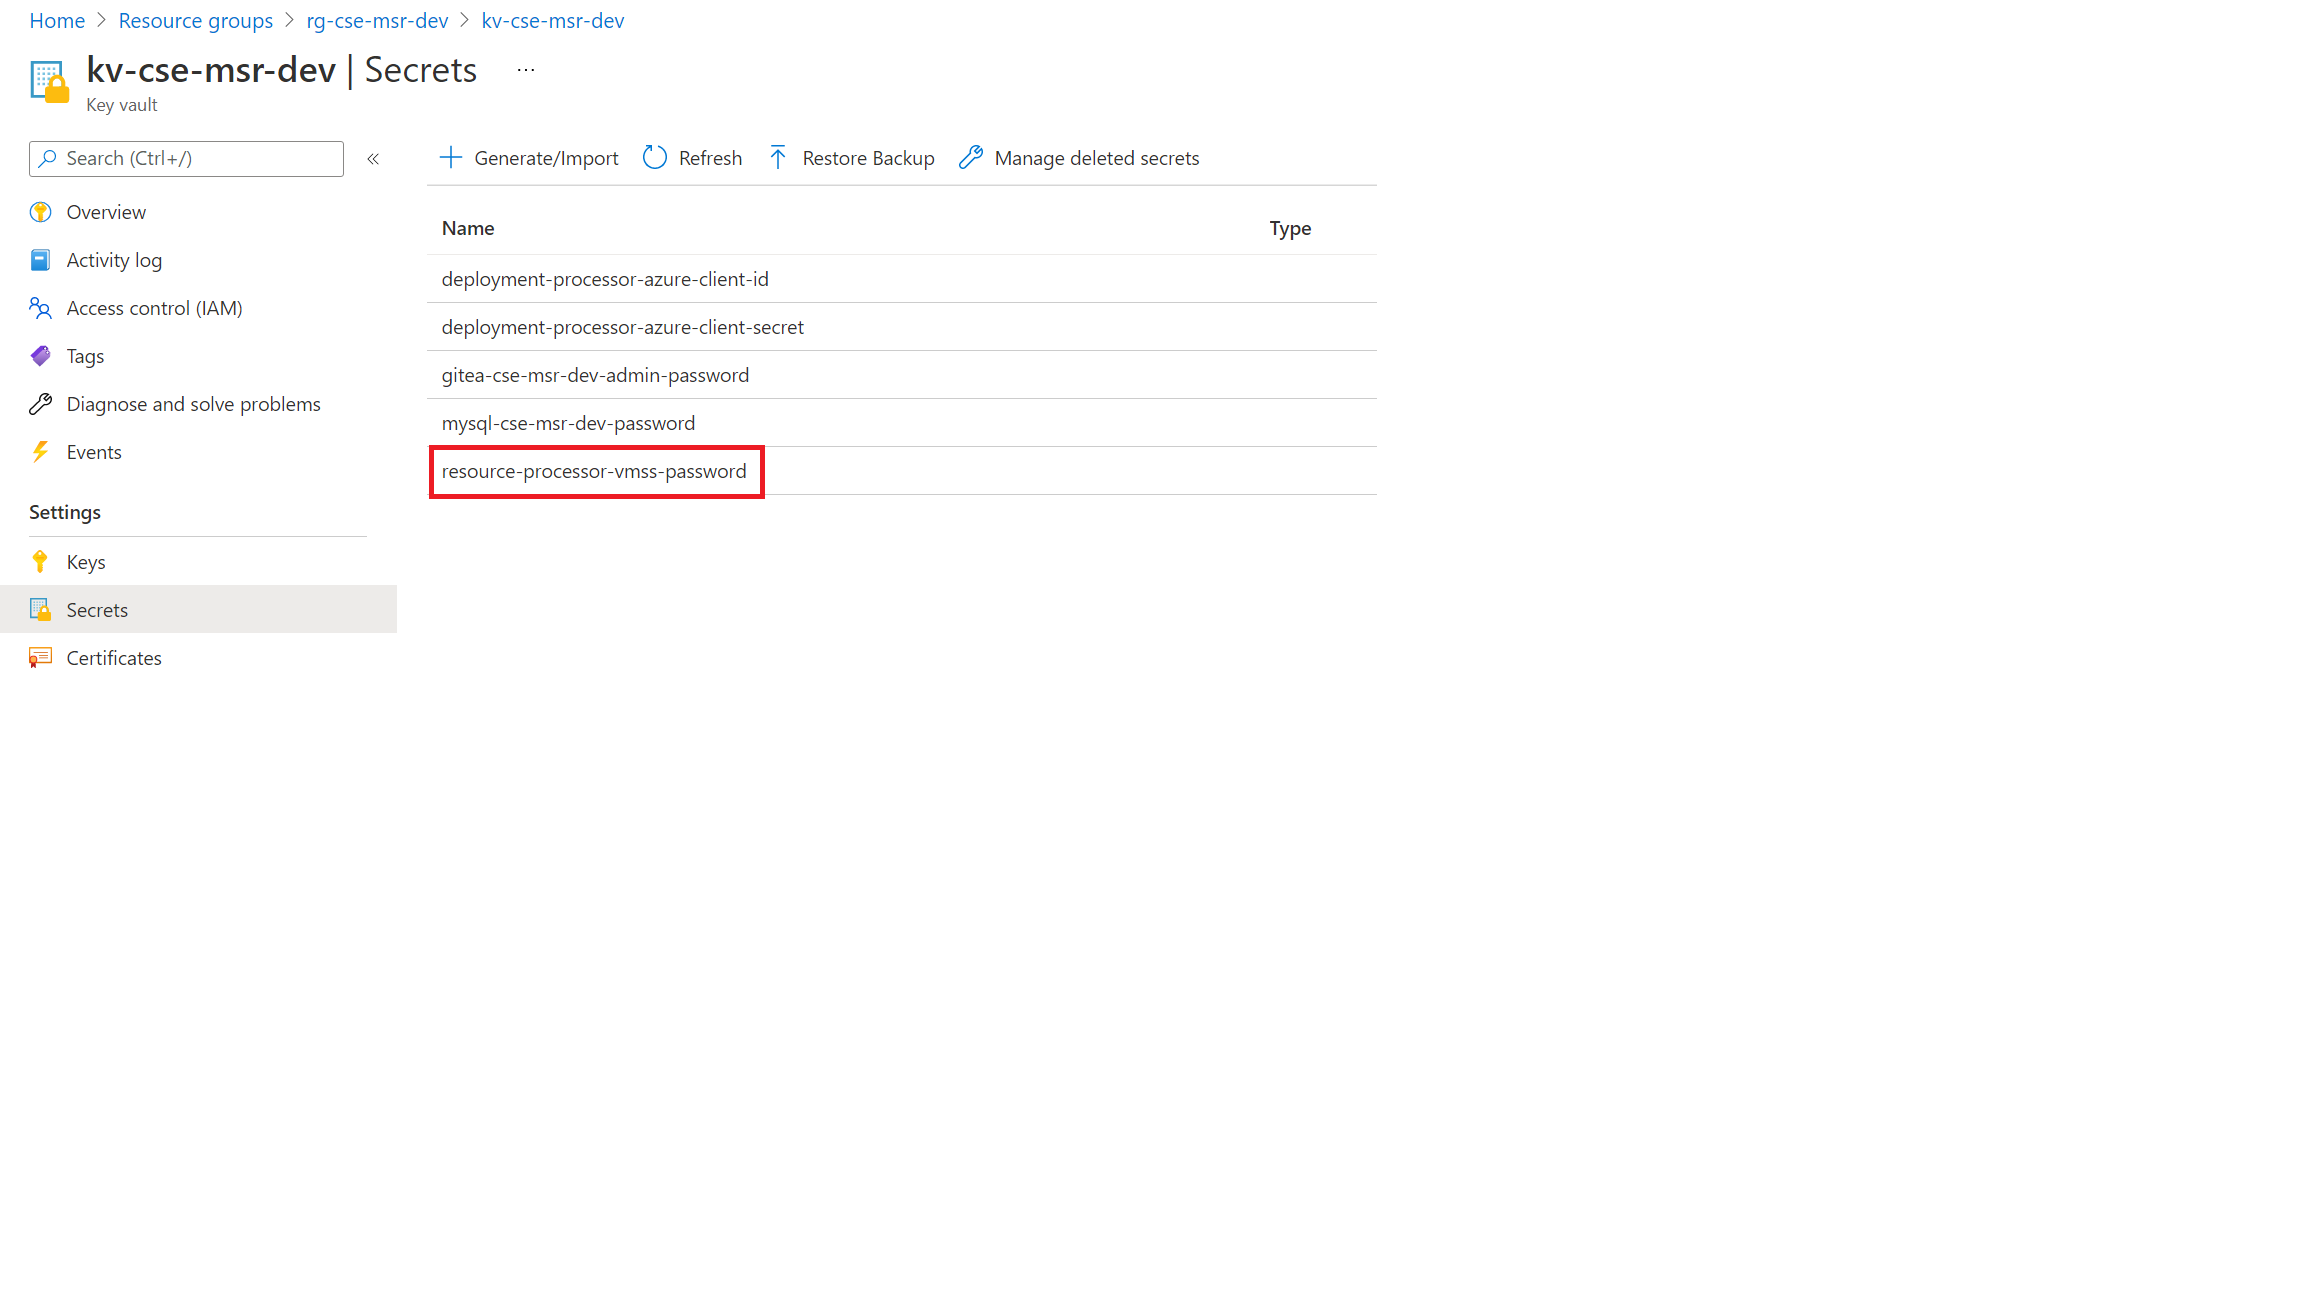 Home > Resource groups > rg-cse-msr-dev > kv-cse-msr-dev
kv-cse-msr-dev | Secrets ...
Key vault
Search (Ctrl+/) «
Overview
Activity log
Access control (IAM)
Tags
Diagnose and solve problems
Events
Settings
Keys
Secrets
Certificates
Generate/Import Refresh Restore Backup Manage deleted secrets
Name Type
deployment-processor-azure-client-id
deployment-processor-azure-client-secret
gitea-cse-msr-dev-admin-password
mysql-cse-msr-dev-password
resource-processor-vmss-password